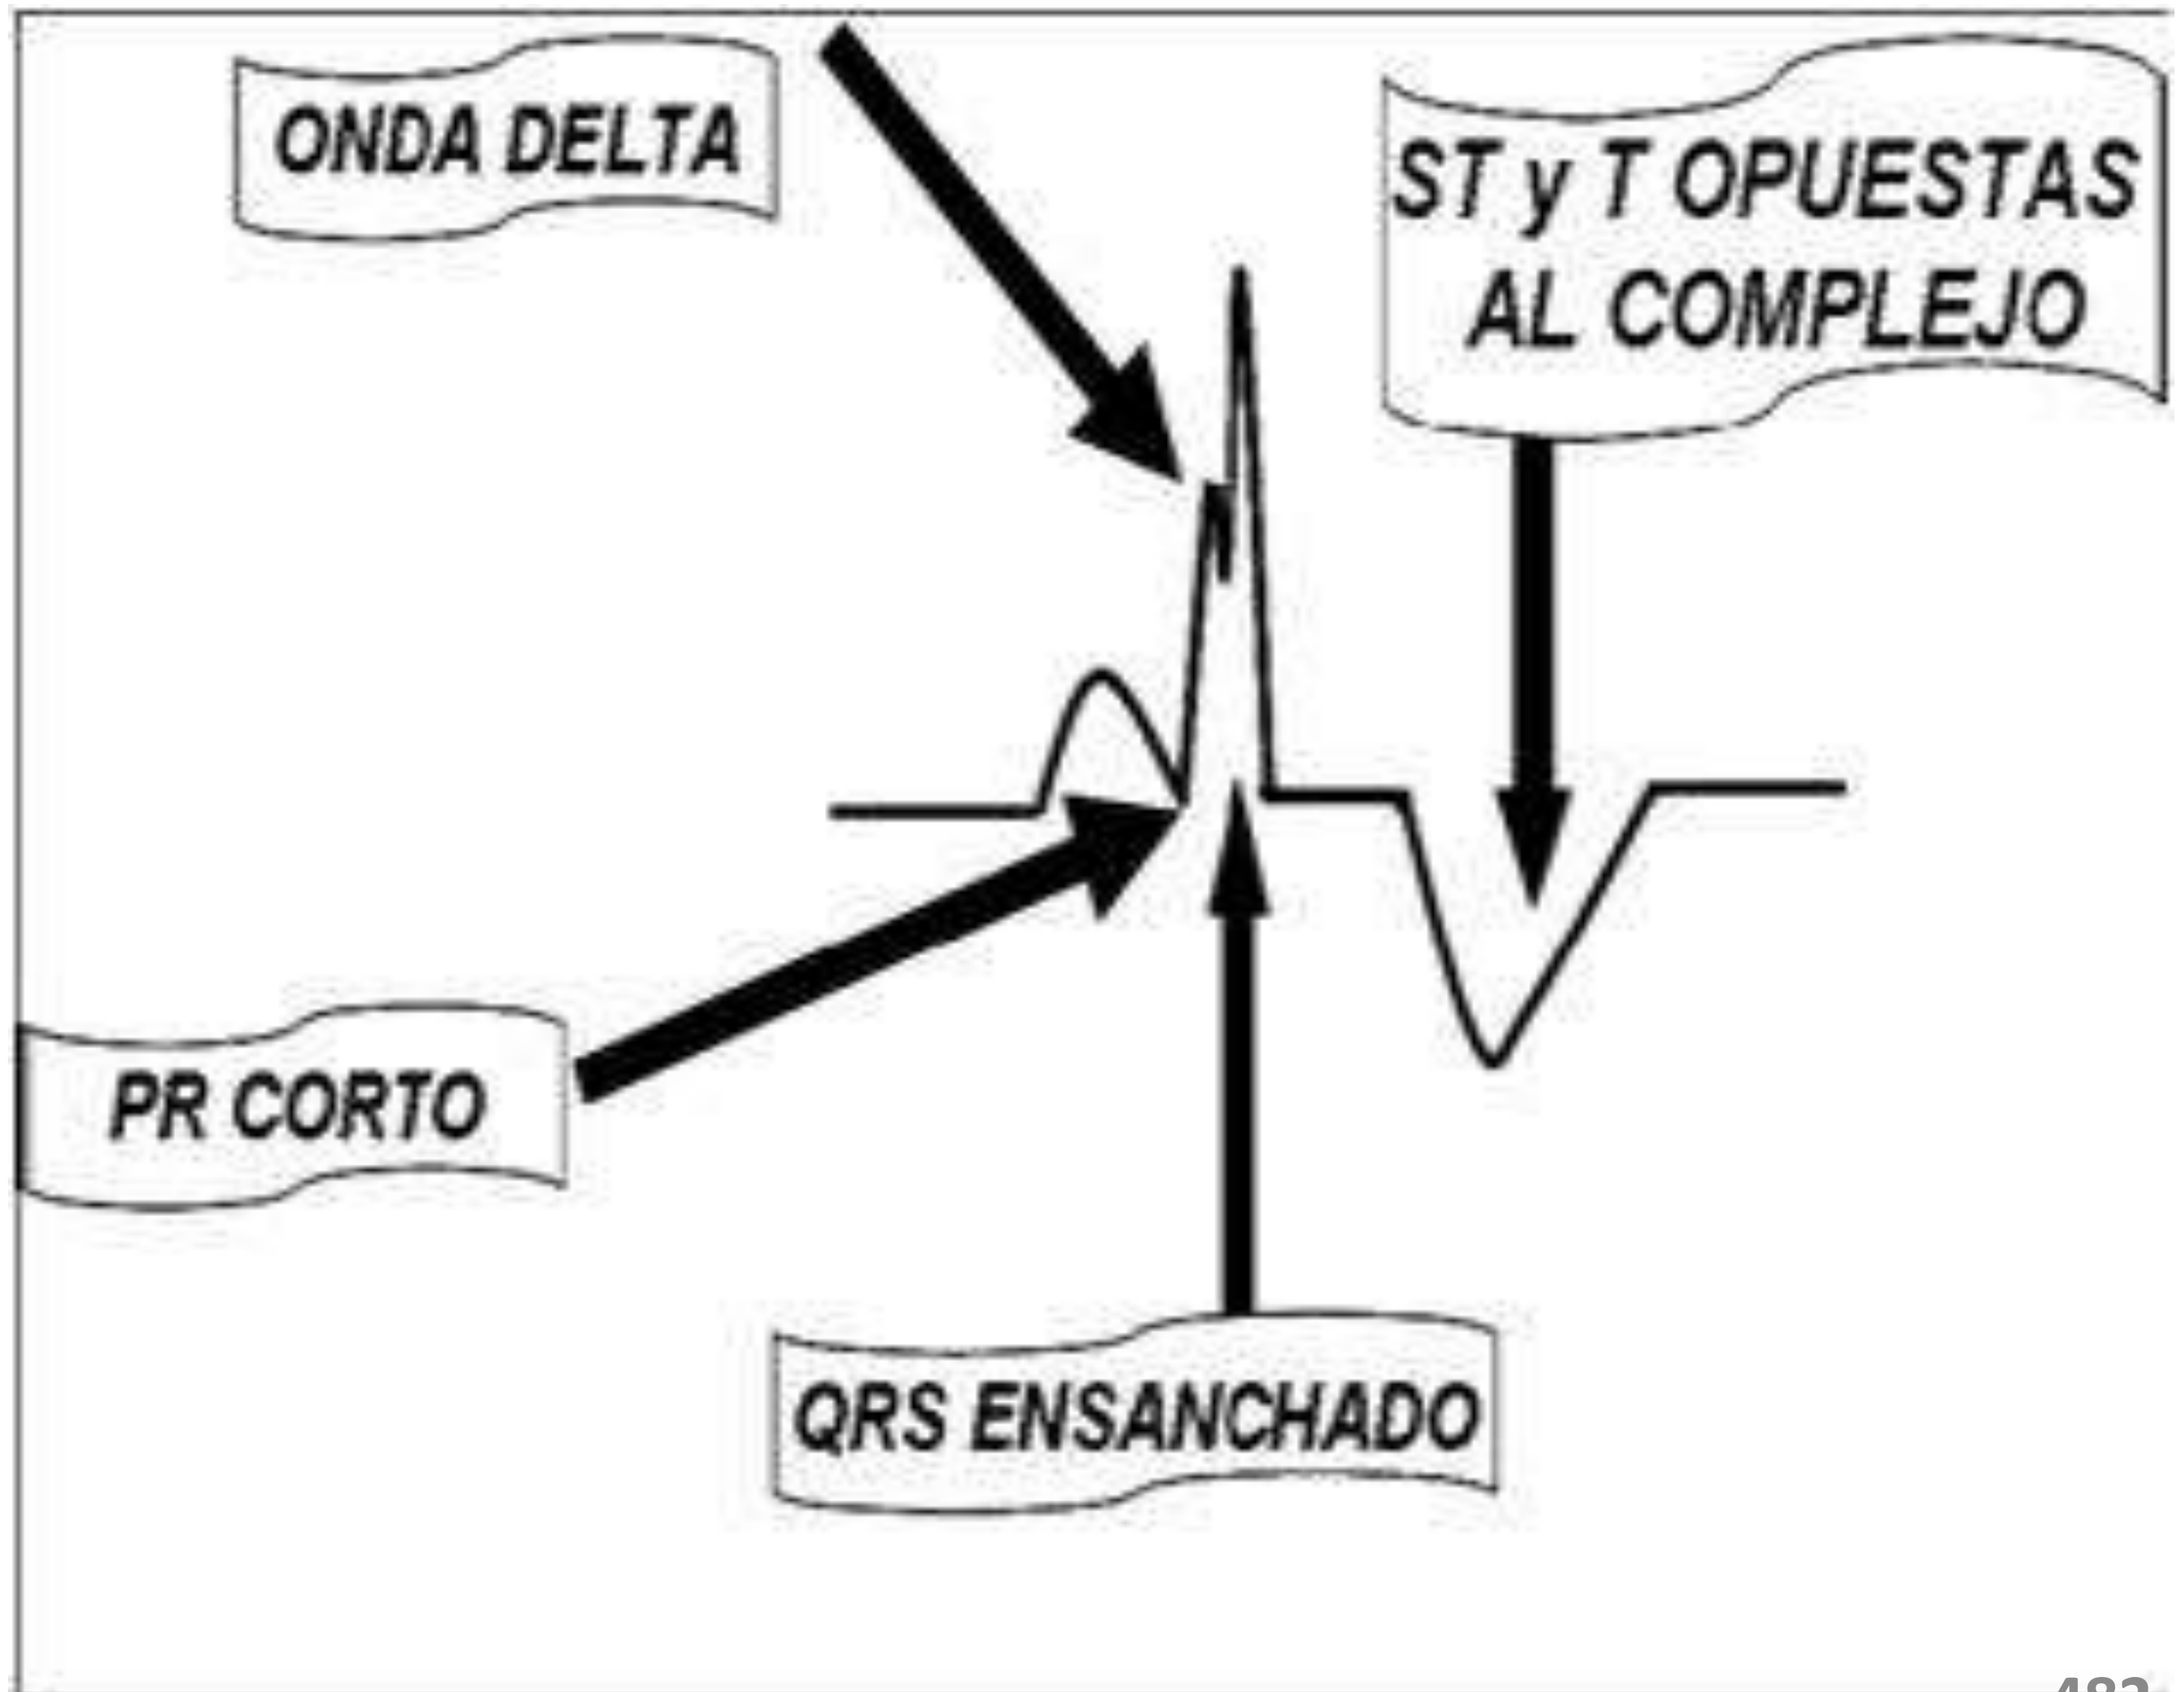 ONDA DELTA
ST y T OPUESTAS
AL COMPLEJO
PR CORTO
QRS ENSANCHADO